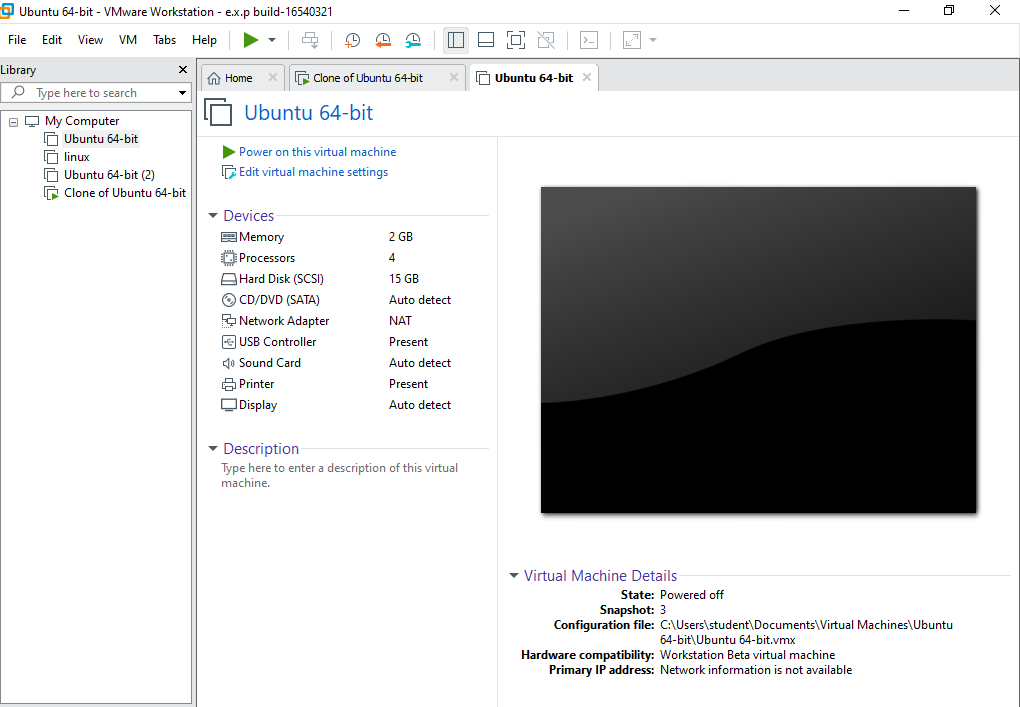 Ubuntu 64-bit - VMware Workstation - e.x.p build-16540321
File Edit View VM Tabs Help
Library
Type here to search
My Computer
Ubuntu 64-bit
linux
Ubuntu 64-bit (2)
Clone of Ubuntu 64-bit
Home
Clone of Ubuntu 64-bit
Ubuntu 64-bit
Ubuntu 64-bit
Power on this virtual machine
Edit virtual machine settings
Devices
Memory 2 GB
Processors 4
Hard Disk (SCSI) 15 GB
CD/DVD (SATA) Auto detect
Network Adapter NAT
USB Controller Present
Sound Card Auto detect
Printer Present
Display Auto detect
Description
Type here to enter a description of this virtual
machine.
Virtual Machine Details
State: Powered off
Snapshot: 3
Configuration file: C:\Users\student\Documents\Virtual Machines\Ubuntu
64-bit\Ubuntu 64-bit.vmx
Hardware compatibility: Workstation Beta virtual machine
Primary IP address: Network information is not available